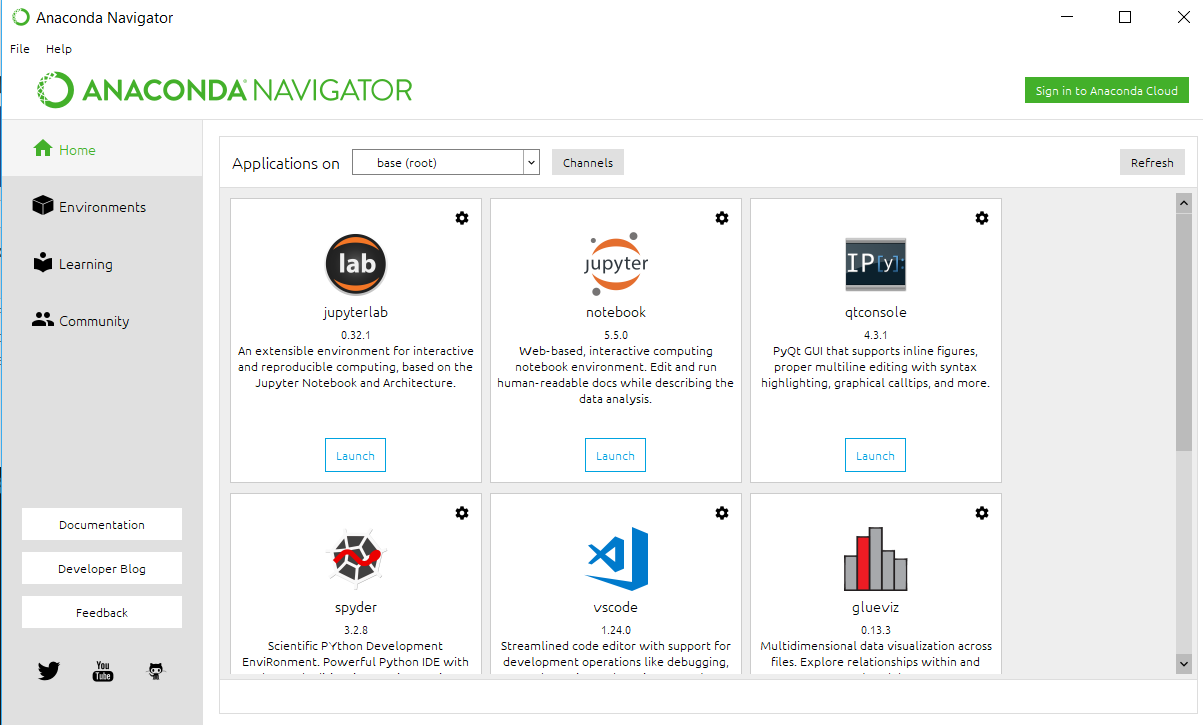 Anaconda Navigator
File Help
ANACONDA NAVIGATOR
Sign in to Anaconda Cloud
Home
Environments
Learning
Community
Documentation
Developer Blog
Feedback
You
Tube
Applications on base (root) Channels Refresh
lab
jupyterlab
0.32.1
An extensible environment for interactive
and reproducible computing, based on the
Jupyter Notebook and Architecture.
Launch
jupyter
notebook
5.5.0
Web-based, interactive computing
notebook environment. Edit and run
human-readable docs while describing the
data analysis.
Launch
IP[y]:
qtconsole
4.3.1
PyQt GUI that supports inline figures,
proper multiline editing with syntax
highlighting, graphical calltips, and more.
Launch
spyder
3.2.8
Scientific PYthon Development
EnviRonment. Powerful Python IDE with
vscode
1.24.0
Streamlined code editor with support for
development operations like debugging,
glueviz
0.13.3
Multidimensional data visualization across
files. Explore relationships within and